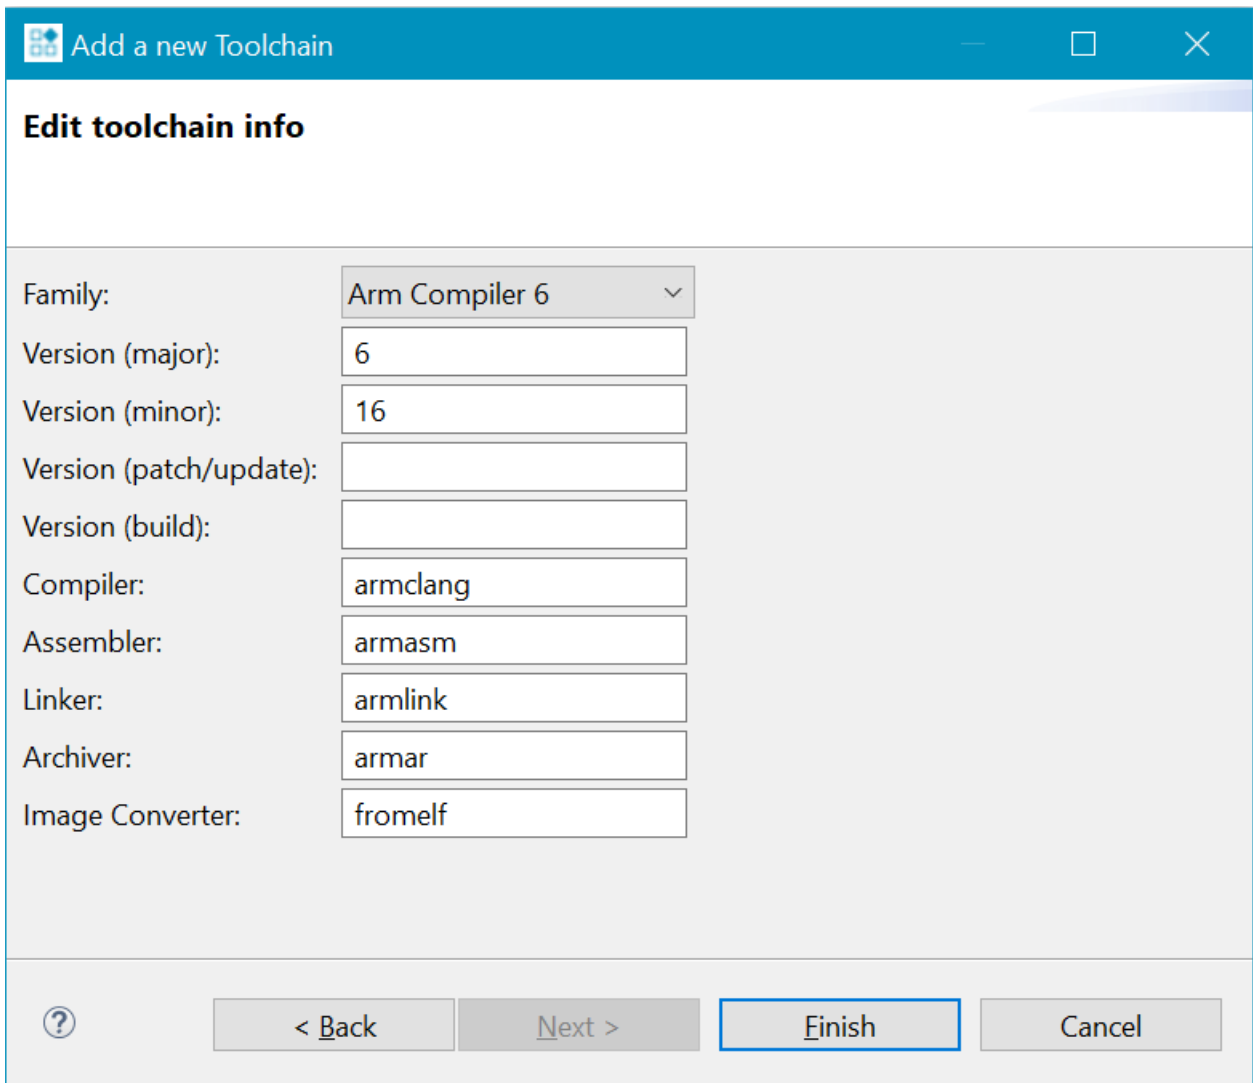 Add a new Toolchain
Edit toolchain info
Family: Arm Compiler 6
Version (major): 6
Version (minor): 16
Version (patch/update):
Version (build):
Compiler: armclang
Assembler: armasm
Linker: armlink
Archiver: armar
Image Converter: fromelf
? < Back Next > Finish Cancel